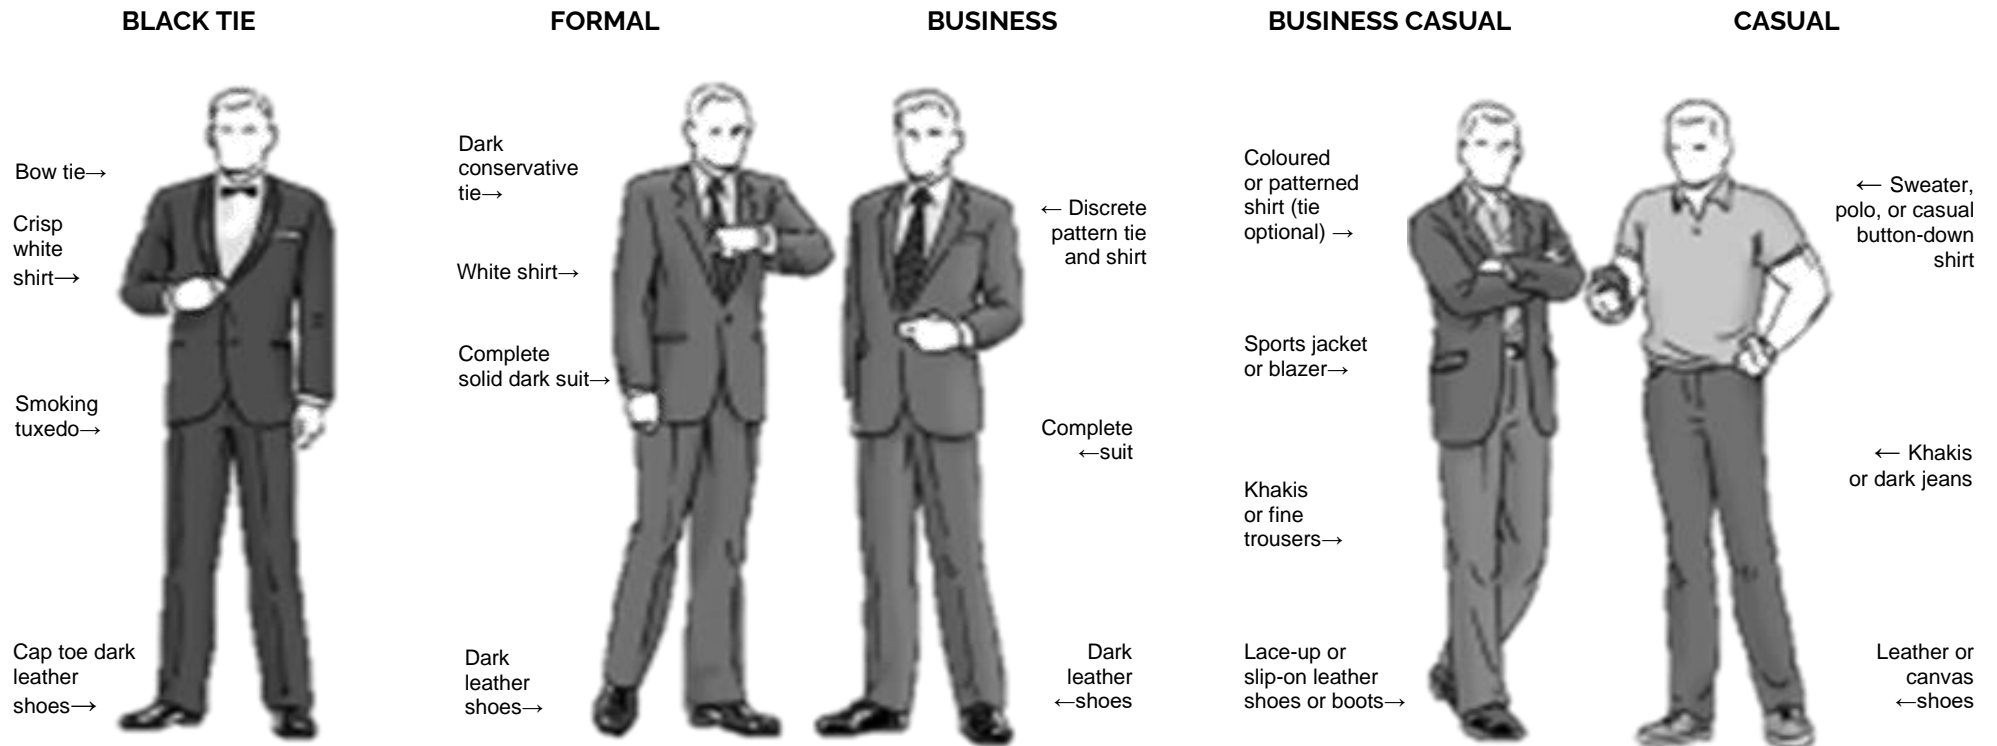 BLACK TIE
FORMAL
BUSINESS
BUSINESS CASUAL
CASUAL
Bow tie→
Crisp
white
shirt→
Smoking
tuxedo→
Cap toe dark
leather
shoes→
Dark
conservative
tie→
White shirt→
Complete
solid dark suit→
Dark
leather
shoes→
← Discrete
pattern tie
and shirt
Complete
←suit
Dark
leather
←shoes
Coloured
or patterned
shirt (tie
optional) →
Sports jacket
or blazer→
Khakis
or fine
trousers→
Lace-up or
slip-on leather
shoes or boots→
← Sweater,
polo, or casual
button-down
shirt
← Khakis
or dark jeans
Leather or
canvas
←shoes